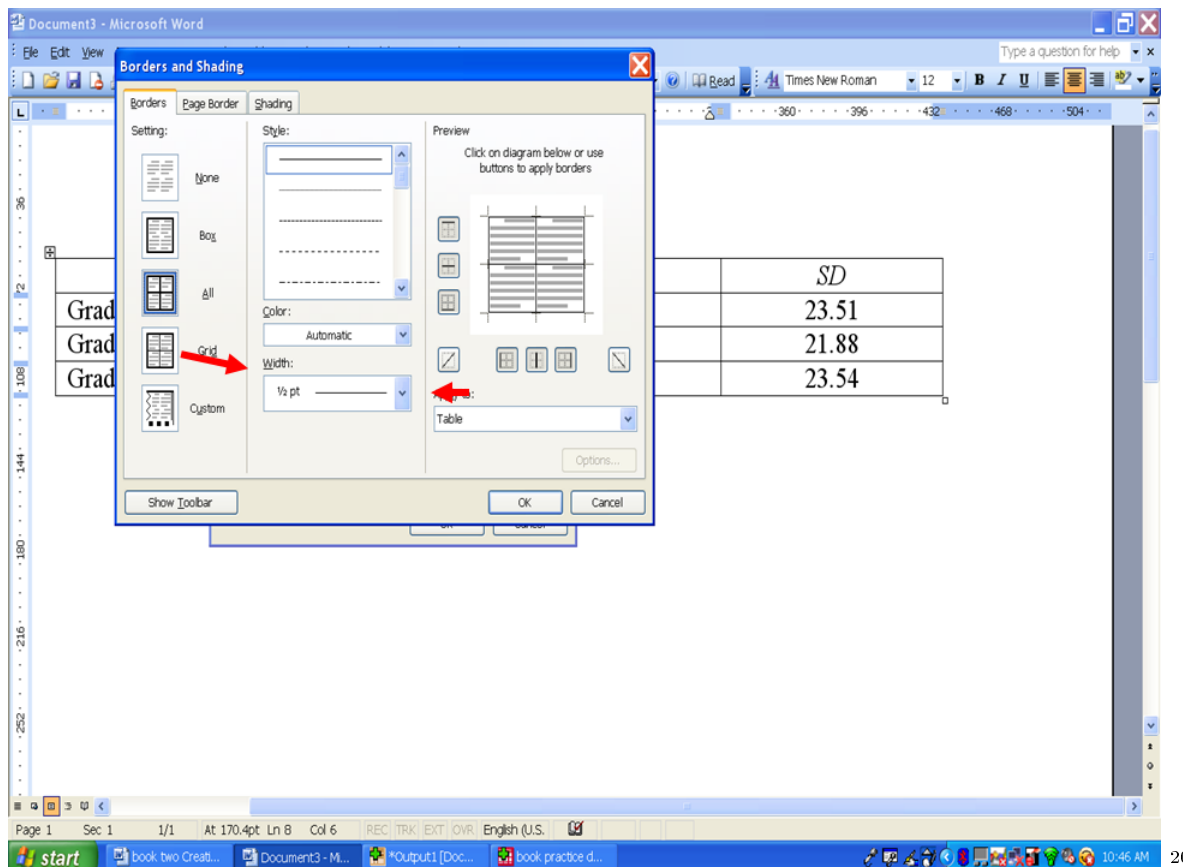 Document3 - Microsoft Word
File Edit View
Type a question for help
Borders and Shading
Read Times New Roman 12 B I U
Borders Page Border Shading
360 396 432 468 504
Setting:
Style:
Preview
Click on diagram below or use
buttons to apply borders
None
Box
All
Grid
Custom
Color:
Automatic
Width:
½ pt
Table
Options...
Show Toolbar
OK Cancel
SD
Grad 23.51
Grad 21.88
Grad 23.54
36
72
108
144
180
216
252
Page 1 Sec 1 1/1 At 170.4pt Ln 8 Col 6 REC TRK EXT OVR English (U.S.
start book two Creati... Document3 - Mi... *Output1 [Doc... book practice d... 10:46 AM